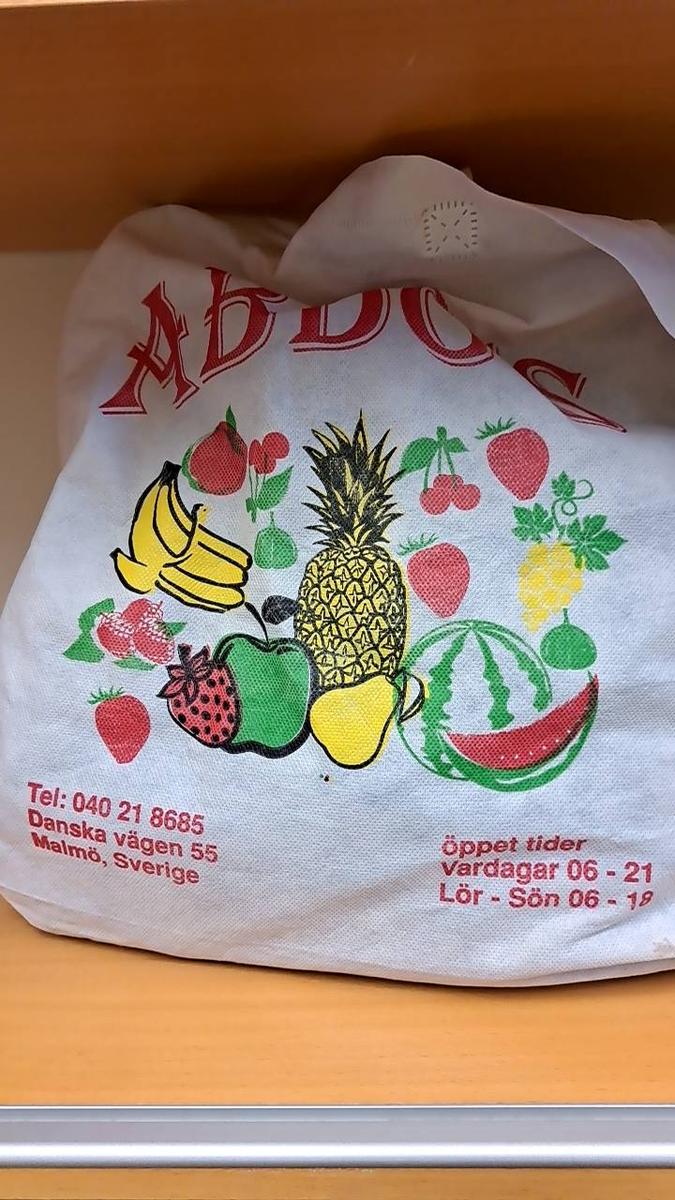 Tel: 040 21 8685
Danska vägen 55
Malmö, Sverige
öppet tider
vardagar 06 - 21
Lör - Sön 06 - 18